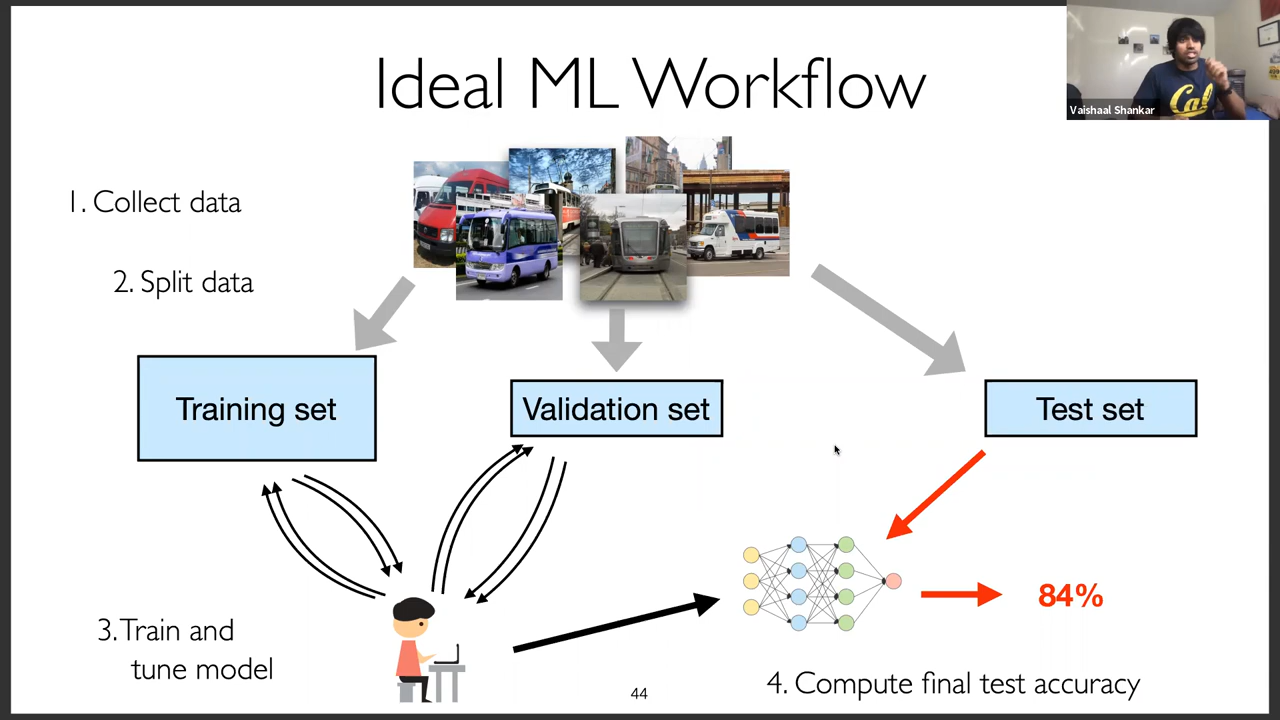 Ideal ML Workflow
Cal
Vaishaal Shankar
1. Collect data
2. Split data
Training set
Validation set
Test set
84%
3. Train and
tune model
44
4. Compute final test accuracy